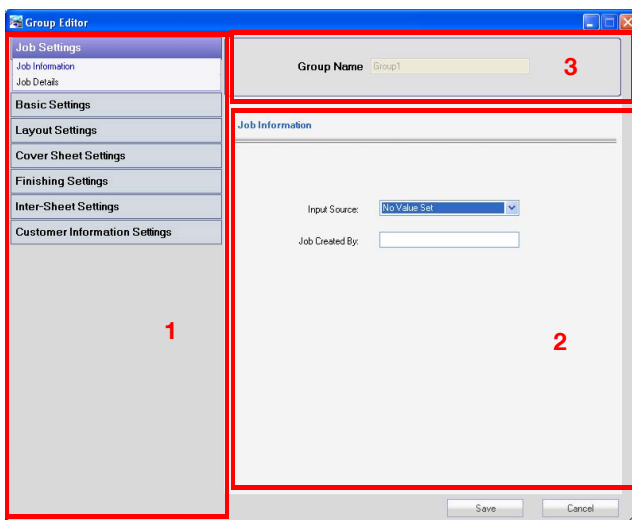 Group Editor
Job Settings
Job Information
Job Details
Basic Settings
Layout Settings
Cover Sheet Settings
Finishing Settings
Inter-Sheet Settings
Customer Information Settings
1
Group Name Group1
3
Job Information
Input Source: No Value Set
Job Created By:
2
Save Cancel